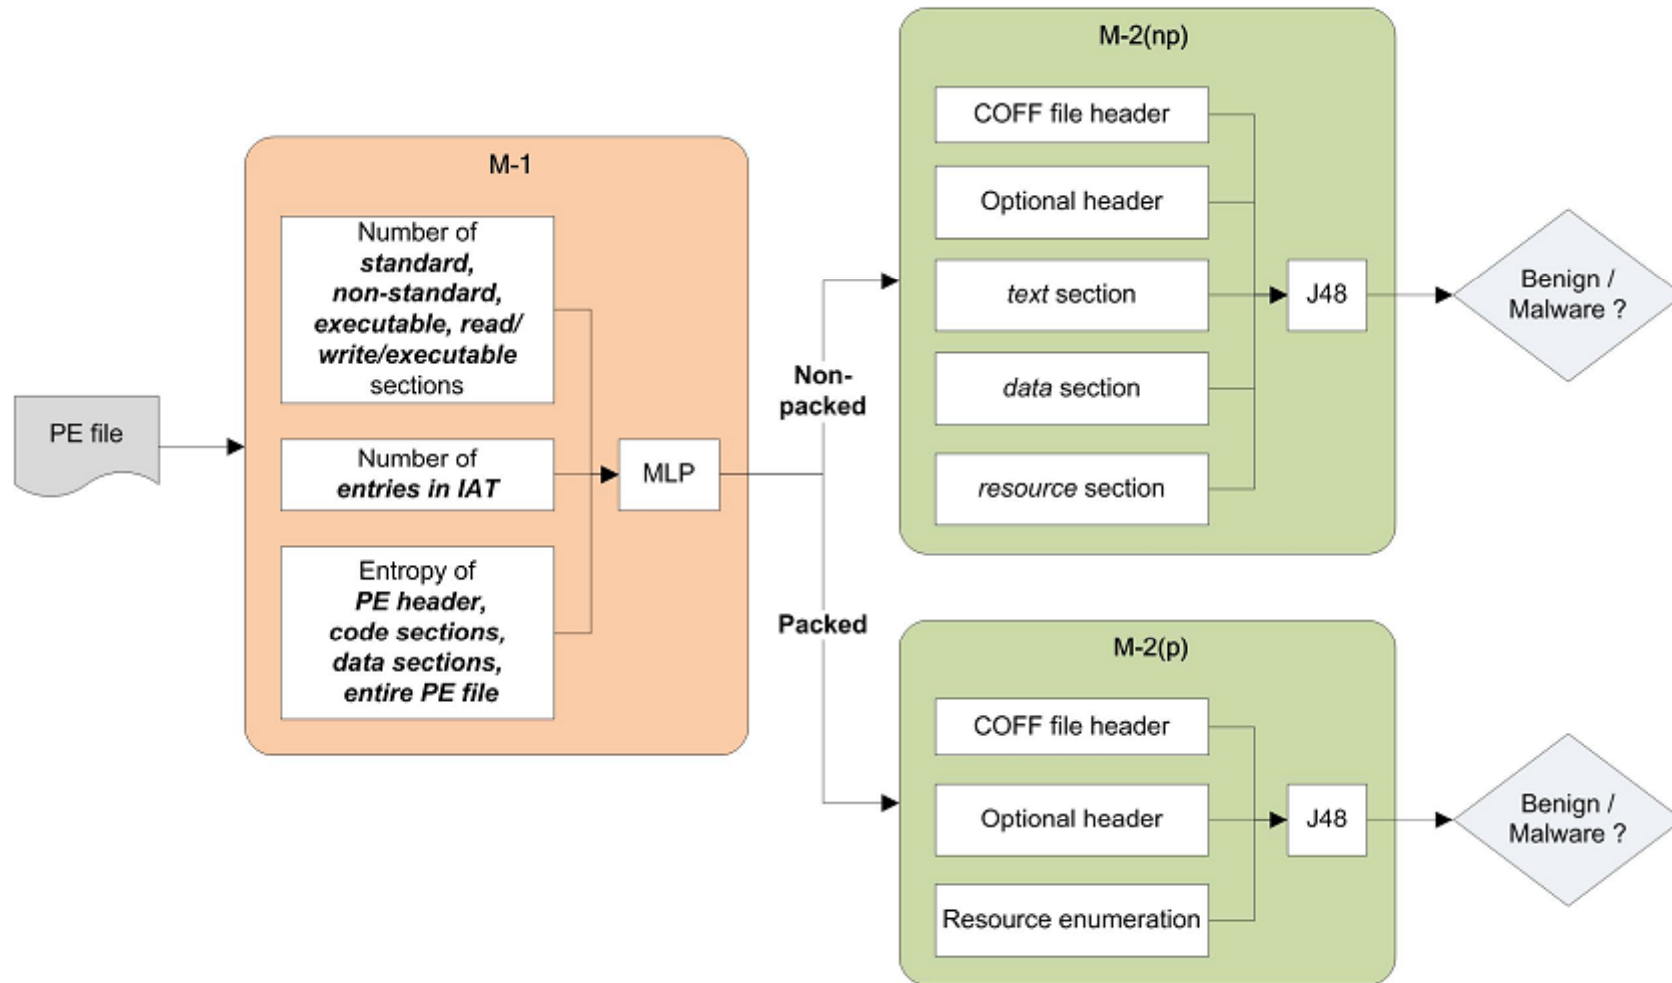 PE file
M-1
Number of
standard,
non-standard,
executable, read/
write/executable
sections
Number of
entries in IAT
Entropy of
PE header,
code sections,
data sections,
entire PE file
MLP
Non-
packed
Packed
M-2(np)
COFF file header
Optional header
text section
data section
resource section
J48
Benign /
Malware ?
M-2(p)
COFF file header
Optional header
Resource enumeration
J48
Benign /
Malware ?